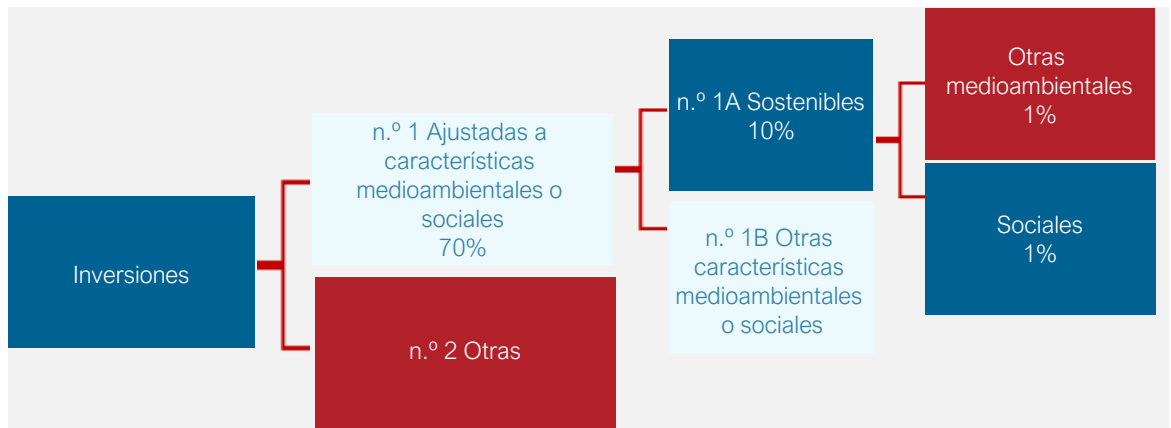 Inversiones
n.º 1 Ajustadas a
características
medioambientales o
sociales
70%
n.º 2 Otras
n.º 1A Sostenibles
10%
n.º 1B Otras
características
medioambientales
o sociales
Otras
medioambientales
1%
Sociales
1%